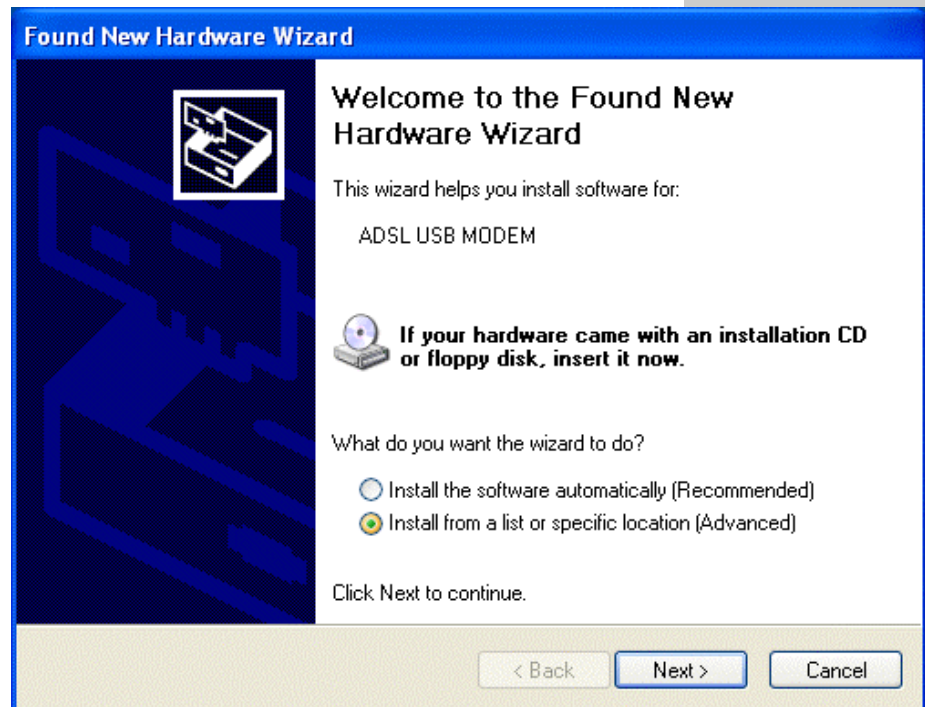 Found New Hardware Wizard
Welcome to the Found New
Hardware Wizard
This wizard helps you install software for:
ADSL USB MODEM
If your hardware came with an installation CD
or floppy disk, insert it now.
What do you want the wizard to do?
Install the software automatically (Recommended)
Install from a list or specific location (Advanced)
Click Next to continue.
< Back Next > Cancel